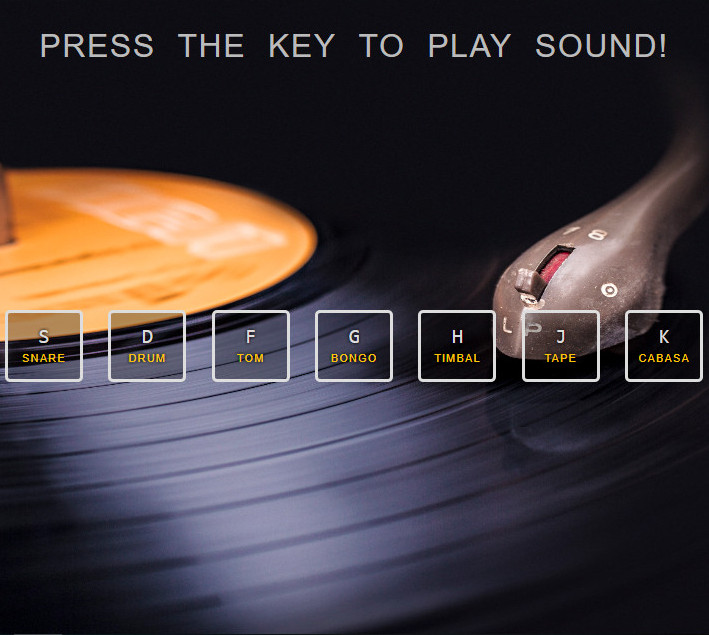 PRESS THE KEY TO PLAY SOUND!
S D F G H J K
SNARE DRUM TOM BONGO TIMBAL TAPE CABASA